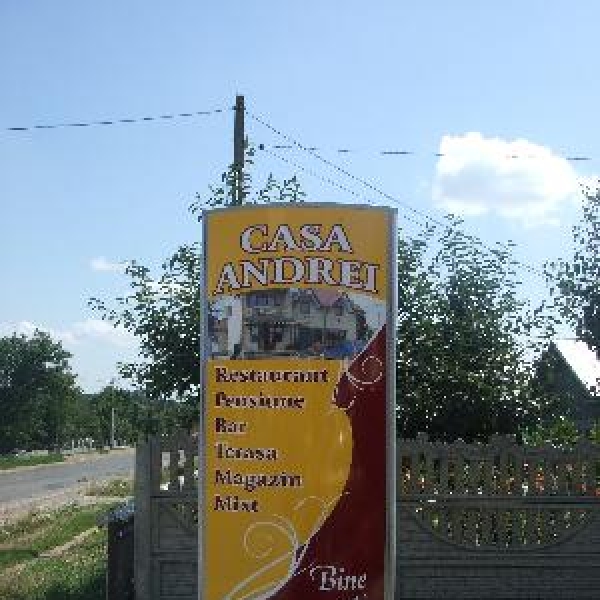 CASA
ANDREI
Restaurant
Pensiune
Bar
Terasa
Magazin
Mixt
Bine